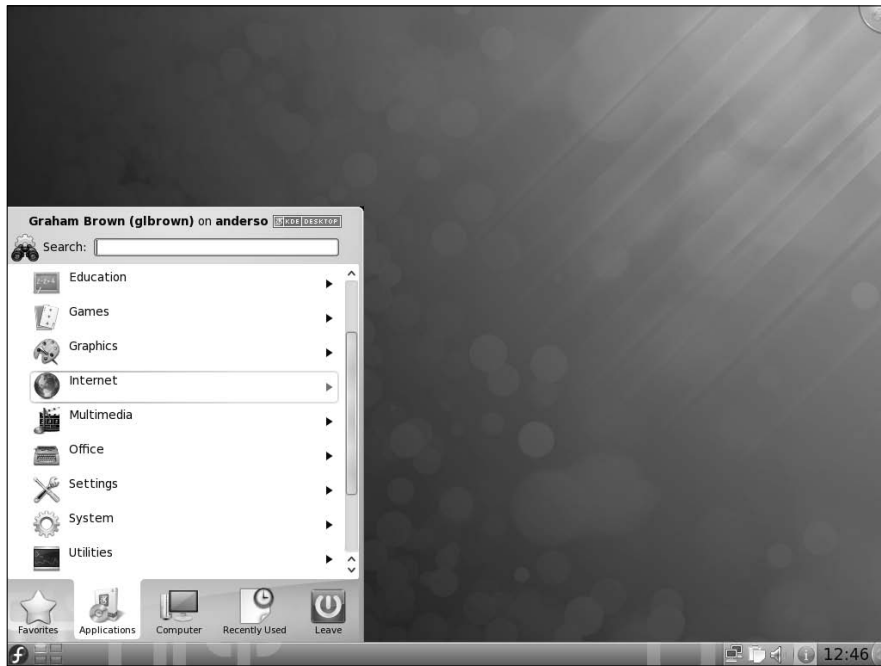 Graham Brown (glbrown) on anderso KDE DESKTOP
Search:
Education
Games
Graphics
Internet
Multimedia
Office
Settings
System
Utilities
Favorites Applications Computer Recently Used Leave
12:46